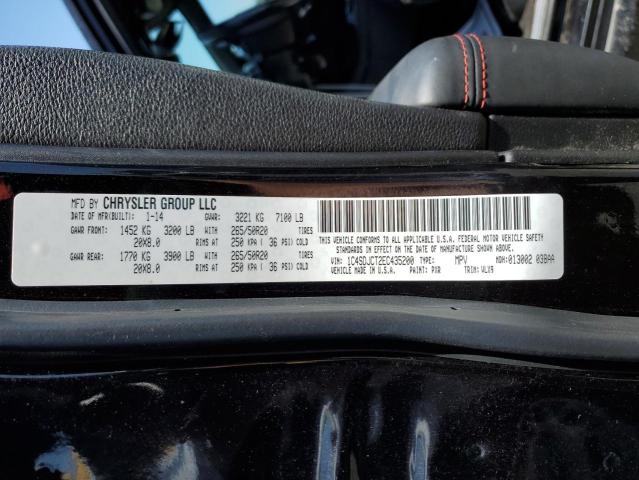 MFD BY CHRYSLER GROUP LLC
DATE OF MFR(BUILT): 1-14 GVWR: 3221 KG 7100 LB
GAWR FRONT: 1452 KG 3200 LB WITH 265/50R20 TIRES
20X8.0 RIMS AT 250 KPA ( 36 PSI) COLD
GAWR REAR: 1770 KG 3900 LB WITH 265/50R20 TIRES
20X8.0 RIMS AT 250 KPA ( 36 PSI) COLD
THIS VEHICLE CONFORMS TO ALL APPLICABLE U.S.A. FEDERAL MOTOR VEHICLE SAFETY
STANDARDS IN EFFECT ON THE DATE OF MANUFACTURE SHOWN ABOVE.
VIN: 1C4SDJCT2EC435200 TYPE: MPV MDH: 013002 03BAA
VEHICLE MADE IN U.S.A. PAINT: PXR TRIM: VLX9